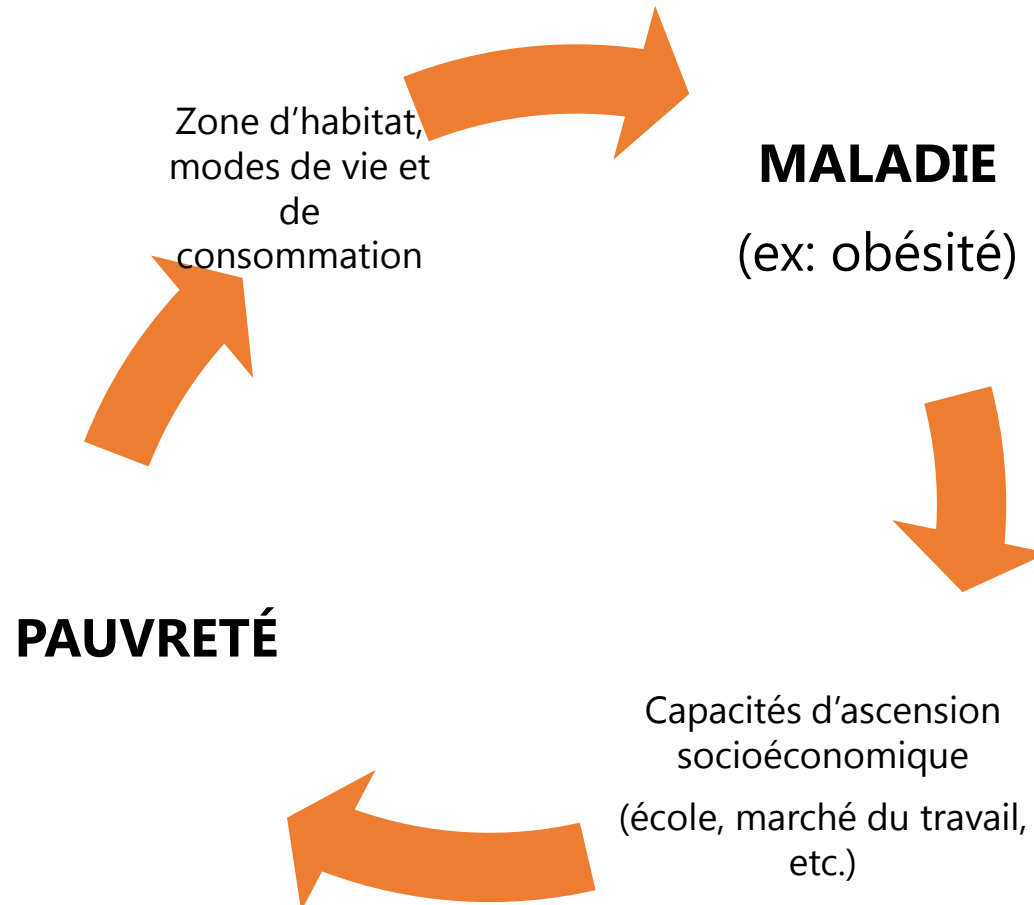 Zone d’habitat,
modes de vie et
de
consommation
MALADIE
(ex: obésité)
PAUVRETÉ
Capacités d’ascension
socioéconomique
(école, marché du travail,
etc.)